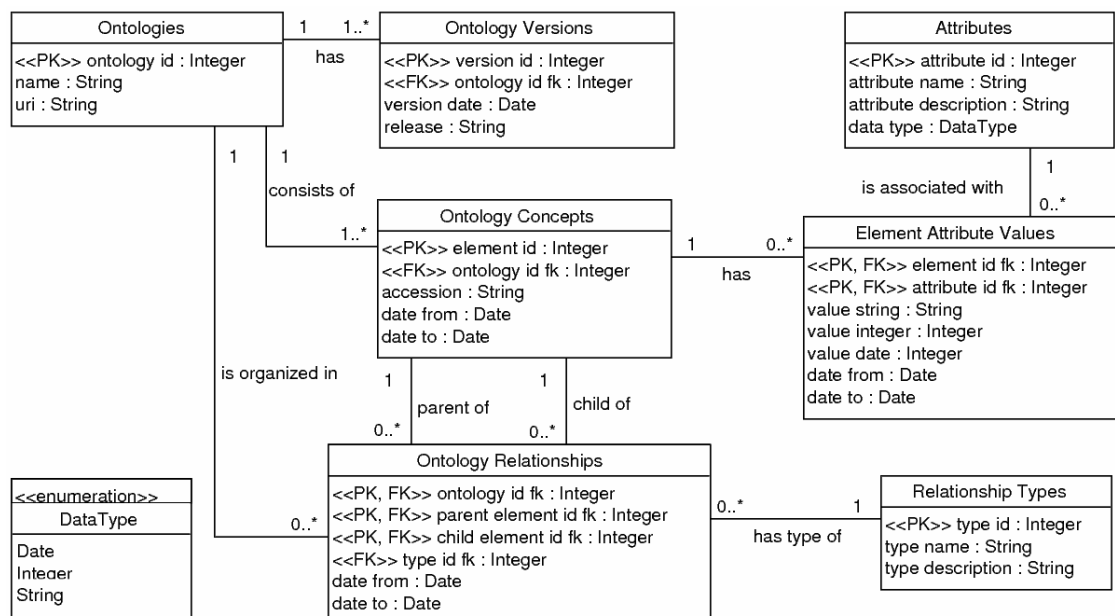 Ontologies
<<PK>> ontology id : Integer
name : String
uri : String
1
1..*
has
Ontology Versions
<<PK>> version id : Integer
<<FK>> ontology id fk : Integer
version date : Date
release : String
Attributes
<<PK>> attribute id : Integer
attribute name : String
attribute description : String
data type : DataType
1
1
consists of
1..*
1
is associated with
0..*
Ontology Concepts
<<PK>> element id : Integer
<<FK>> ontology id fk : Integer
accession : String
date from : Date
date to : Date
1
0..*
has
Element Attribute Values
<<PK, FK>> element id fk : Integer
<<PK, FK>> attribute id fk : Integer
value string : String
value integer : Integer
value date : Integer
date from : Date
date to : Date
is organized in
1
parent of
0..*
1
child of
0..*
Ontology Relationships
<<PK, FK>> ontology id fk : Integer
<<PK, FK>> parent element id fk : Integer
<<PK, FK>> child element id fk : Integer
<<FK>> type id fk : Integer
date from : Date
date to : Date
0..*
0..*
1
has type of
Relationship Types
<<PK>> type id : Integer
type name : String
type description : String
<<enumeration>>
DataType
Date
Integer
String